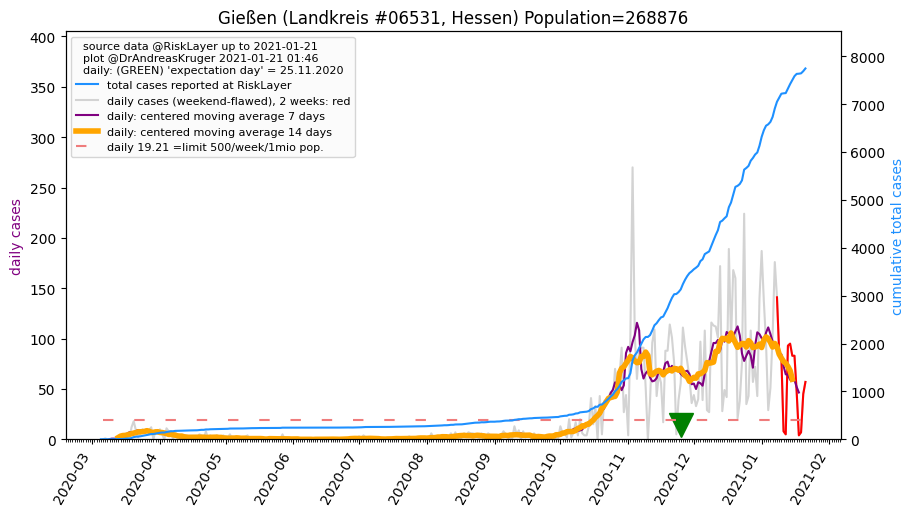 Gießen (Landkreis #06531, Hessen) Population=268876
source data @RiskLayer up to 2021-01-21
plot @DrAndreasKruger 2021-01-21 01:46
daily: (GREEN) 'expectation day' = 25.11.2020
total cases reported at RiskLayer
daily cases (weekend-flawed), 2 weeks: red
daily: centered moving average 7 days
daily: centered moving average 14 days
daily 19.21 =limit 500/week/1mio pop.
daily cases
400
350
300
250
200
150
100
50
0
cumulative total cases
8000
7000
6000
5000
4000
3000
2000
1000
0
2020-03
2020-04
2020-05
2020-06
2020-07
2020-08
2020-09
2020-10
2020-11
2020-12
2021-01
2021-02